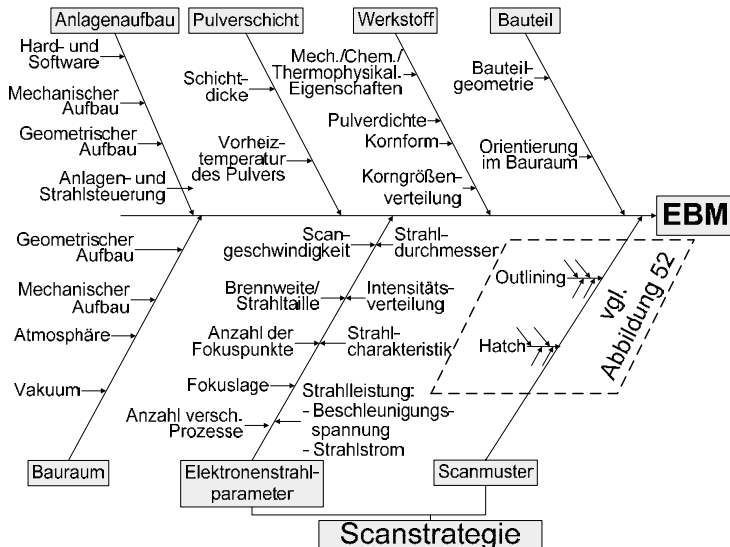 Anlagenaufbau
Pulverschicht
Werkstoff
Bauteil
Hard- und
Software
Mechanischer
Aufbau
Geometrischer
Aufbau
Anlagen- und
Strahlsteuerung
Schicht-
dicke
Vorheiz-
temperatur
des Pulvers
Mech./Chem./
Thermophysikal.
Eigenschaften
Pulverdichte
Kornform
Korngrößen-
verteilung
Bauteil-
geometrie
Orientierung
im Bauraum
EBM
Geometrischer
Aufbau
Mechanischer
Aufbau
Atmosphäre
Vakuum
Scan-
geschwindigkeit
Brennweite/
Strahltaille
Anzahl der
Fokuspunkte
Fokuslage
Anzahl versch.
Prozesse
Strahl-
durchmesser
Intensitäts-
verteilung
Strahl-
charakteristik
Strahlleistung:
- Beschleunigungs-
spannung
- Strahlstrom
Outlining
Hatch
vgl.
Abbildung 52
Bauraum
Elektronenstrahl-
parameter
Scanmuster
Scanstrategie